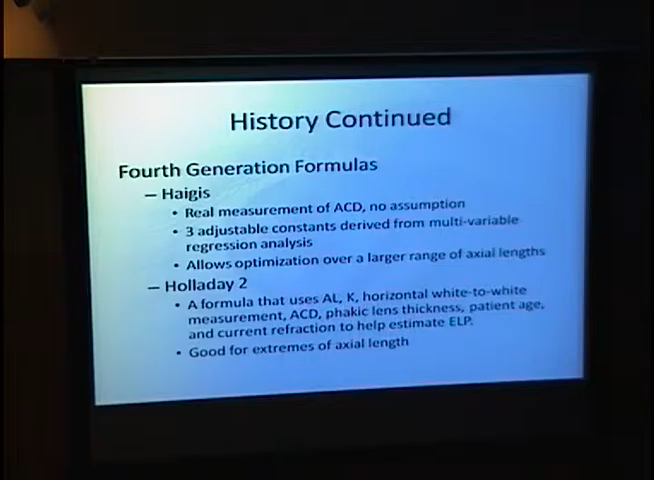 History Continued
Fourth Generation Formulas
– Haigis
• Real measurement of ACD, no assumption
• 3 adjustable constants derived from multi-variable
regression analysis
• Allows optimization over a larger range of axial lengths
– Holladay 2
• A formula that uses AL, K, horizontal white-to-white
measurement, ACD, phakic lens thickness, patient age,
and current refraction to help estimate ELP.
• Good for extremes of axial length